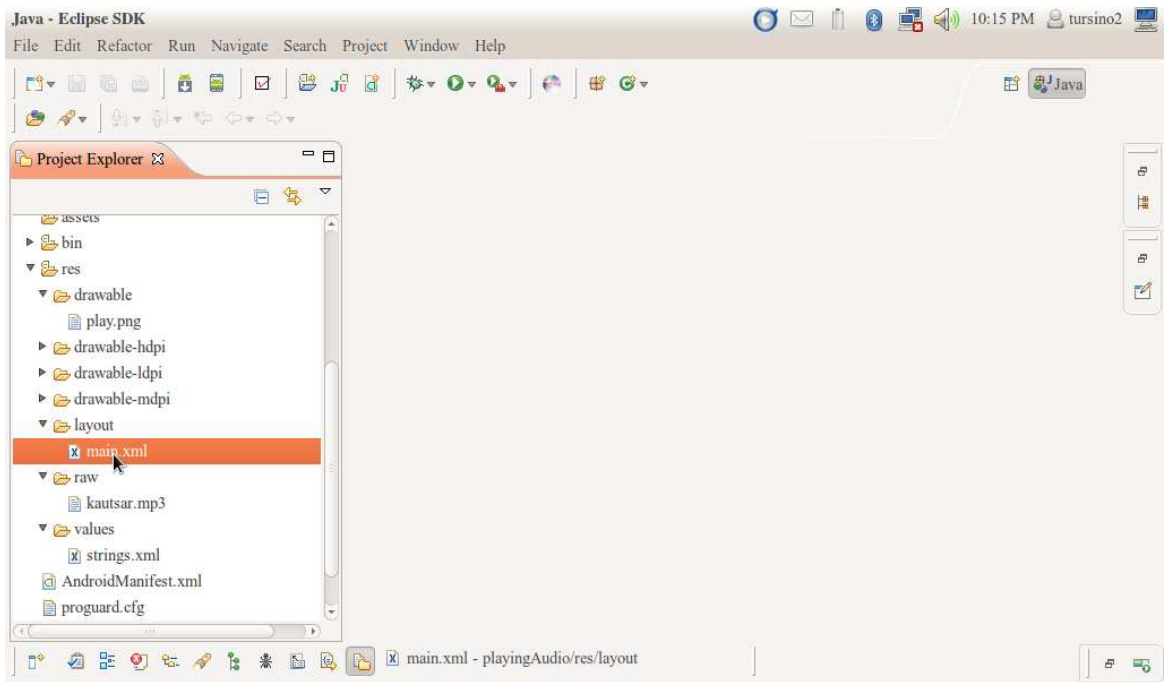 Java - Eclipse SDK
10:15 PM
tursino2
File Edit Refactor Run Navigate Search Project Window Help
Java
Project Explorer
assets
bin
res
drawable
play.png
drawable-hdpi
drawable-ldpi
drawable-mdpi
layout
main.xml
raw
kautsar.mp3
values
strings.xml
AndroidManifest.xml
proguard.cfg
main.xml - playingAudio/res/layout